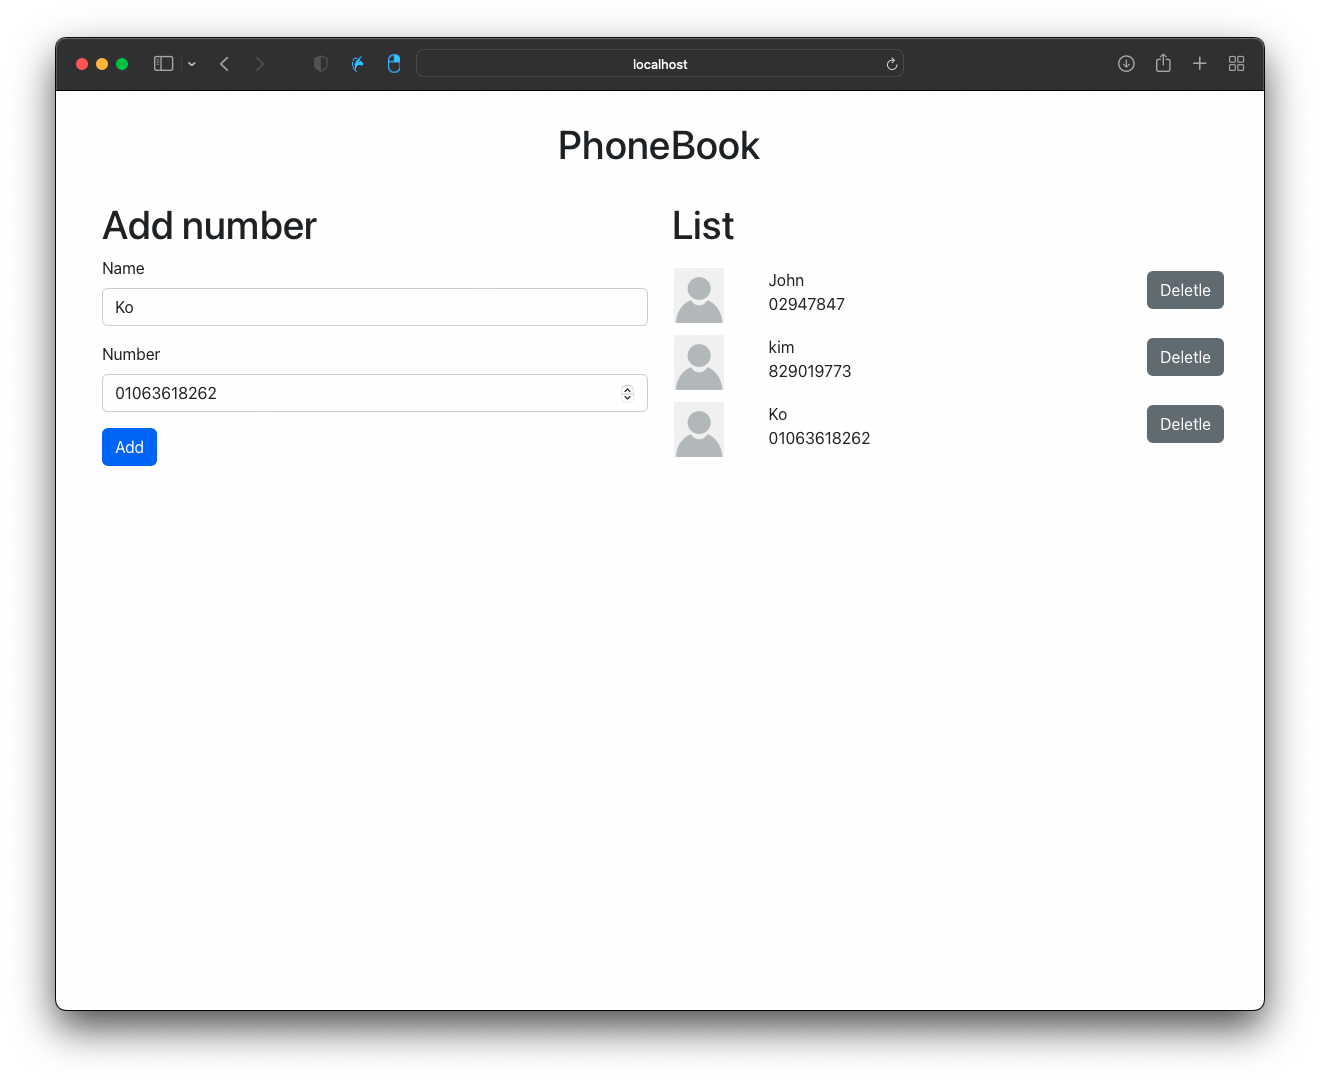 localhost
PhoneBook
Add number
Name
Ko
Number
01063618262
Add
List
John
02947847
Deletle
kim
829019773
Deletle
Ko
01063618262
Deletle